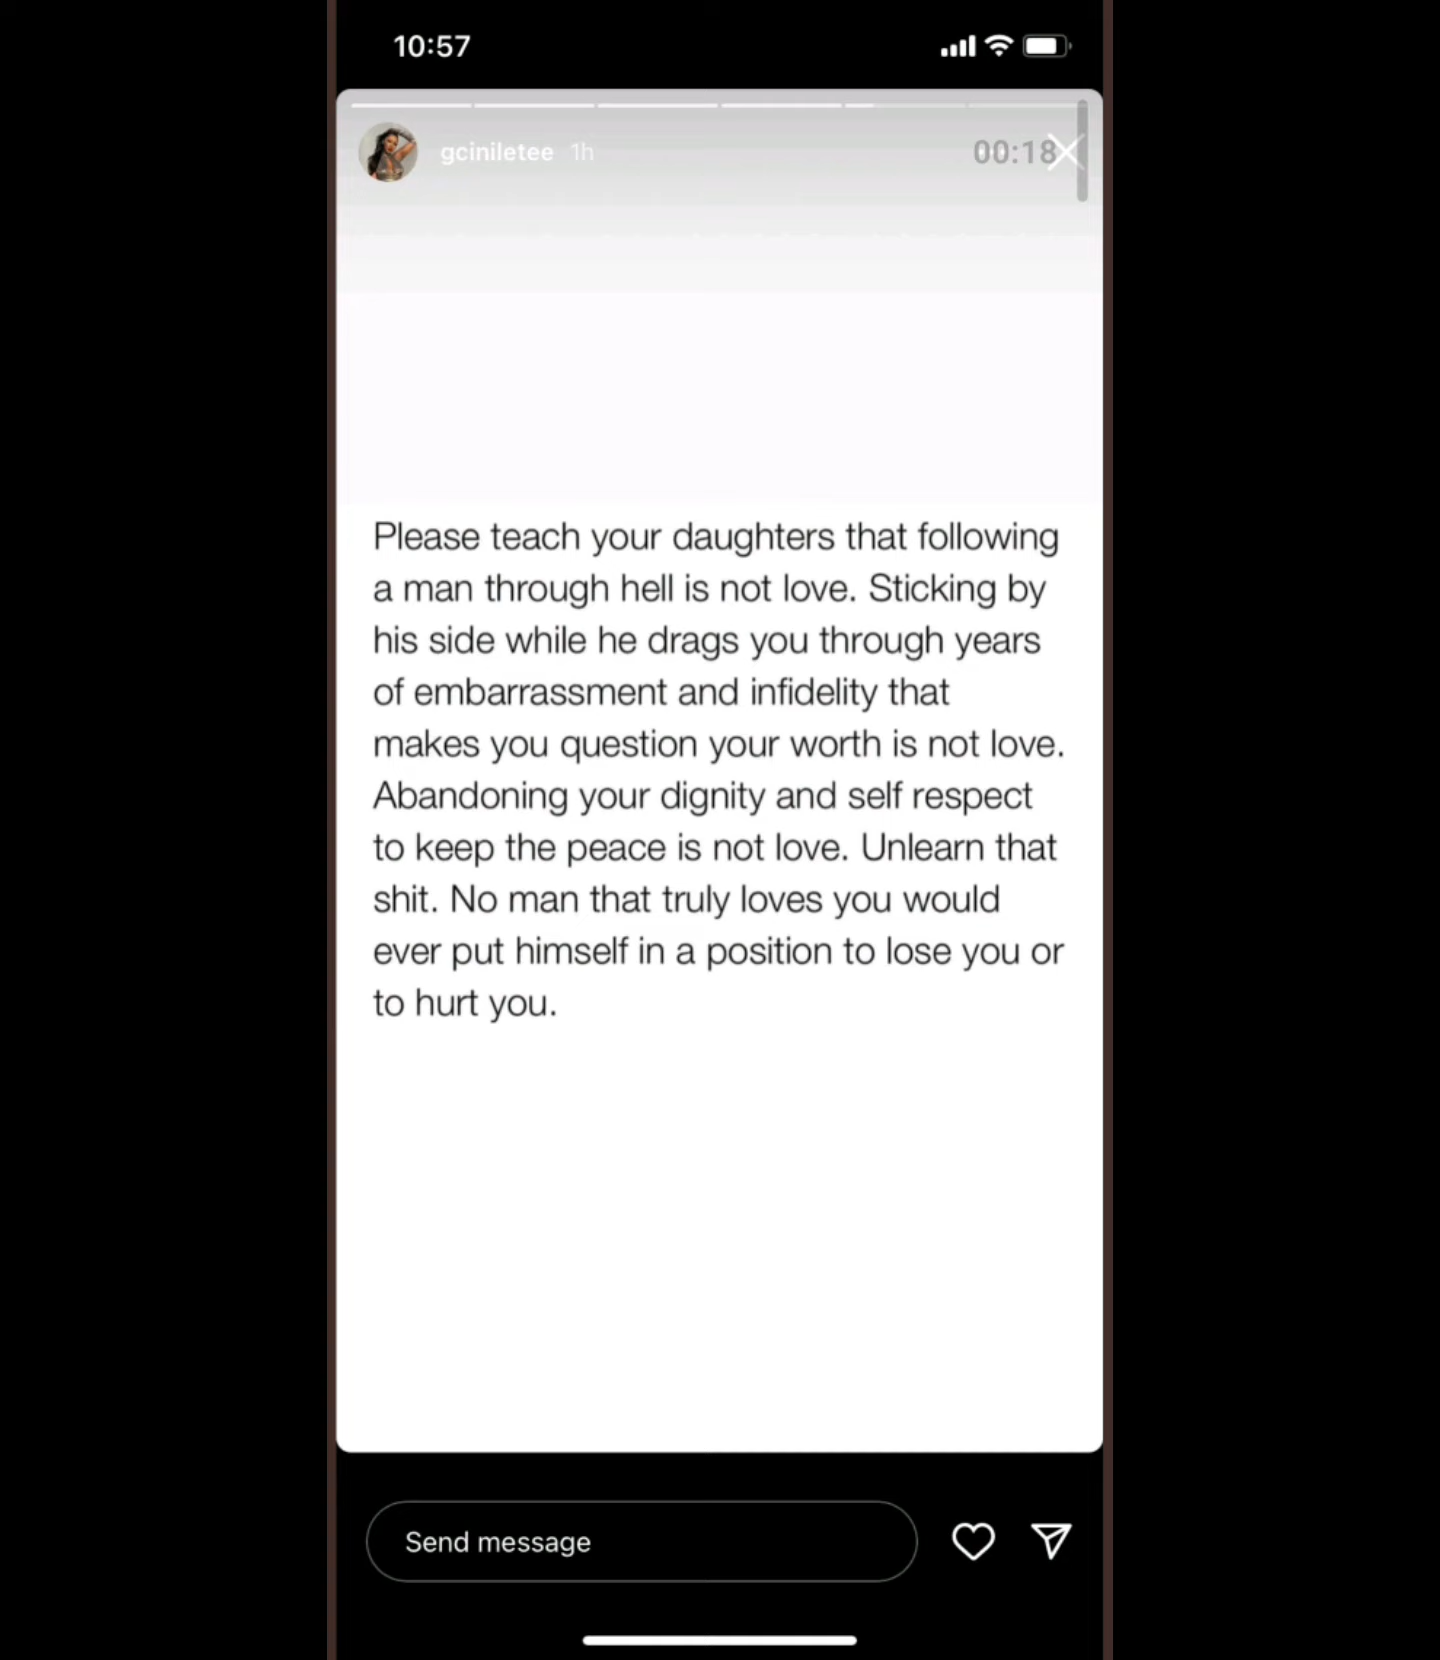 10:57
gciniletee 1h
00:18
Please teach your daughters that following
a man through hell is not love. Sticking by
his side while he drags you through years
of embarrassment and infidelity that
makes you question your worth is not love.
Abandoning your dignity and self respect
to keep the peace is not love. Unlearn that
shit. No man that truly loves you would
ever put himself in a position to lose you or
to hurt you.
Send message